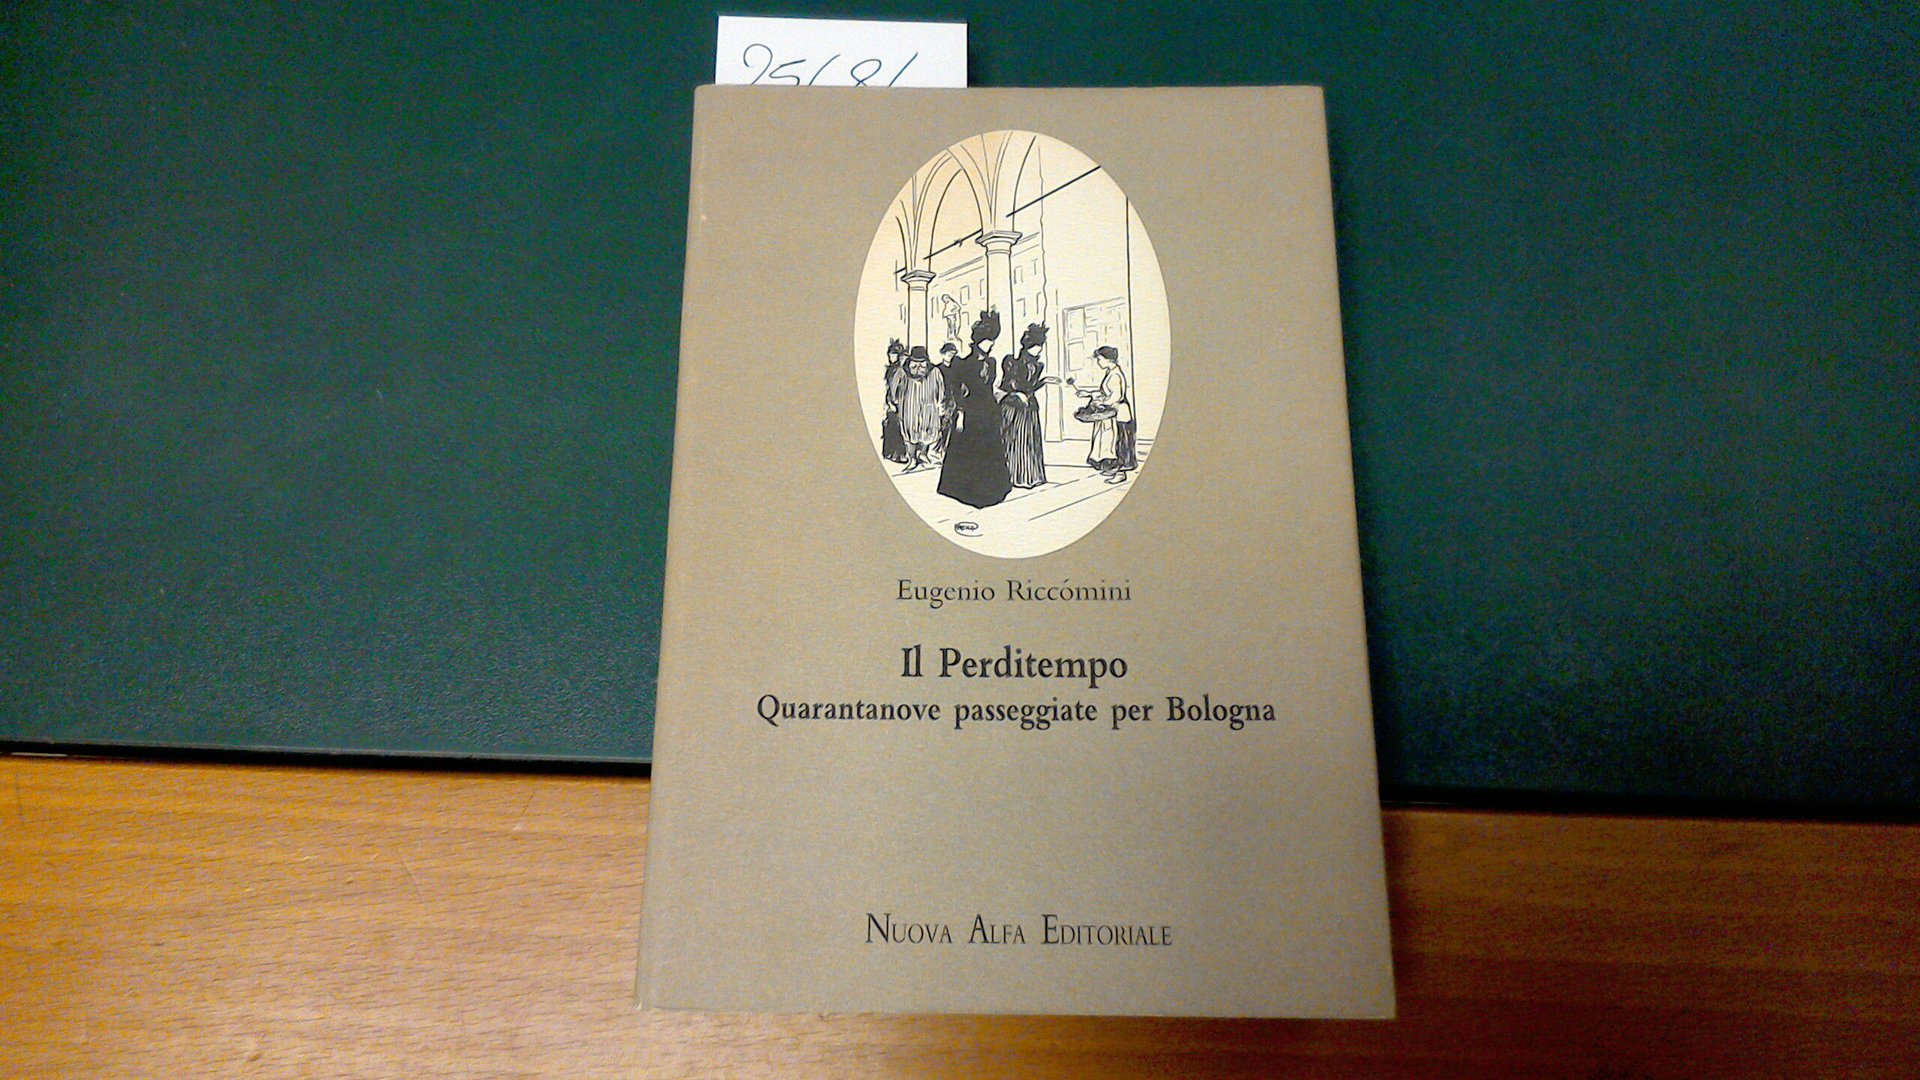 Eugenio Riccómini
Il Perditempo
Quarantanove passeggiate per Bologna
NUOVA ALFA EDITORIALE